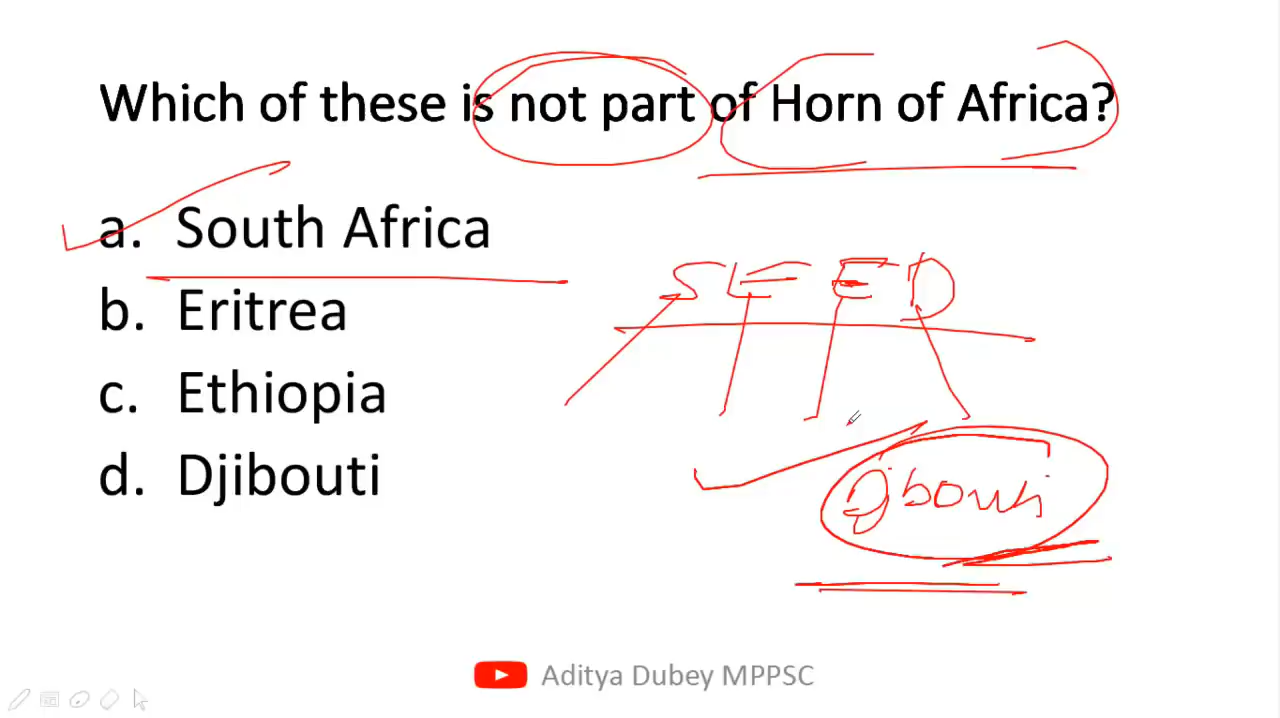 Which of these is not part of Horn of Africa?
a. South Africa
b. Eritrea
c. Ethiopia
d. Djibouti
SEED
Djbouti
Aditya Dubey MPPSC